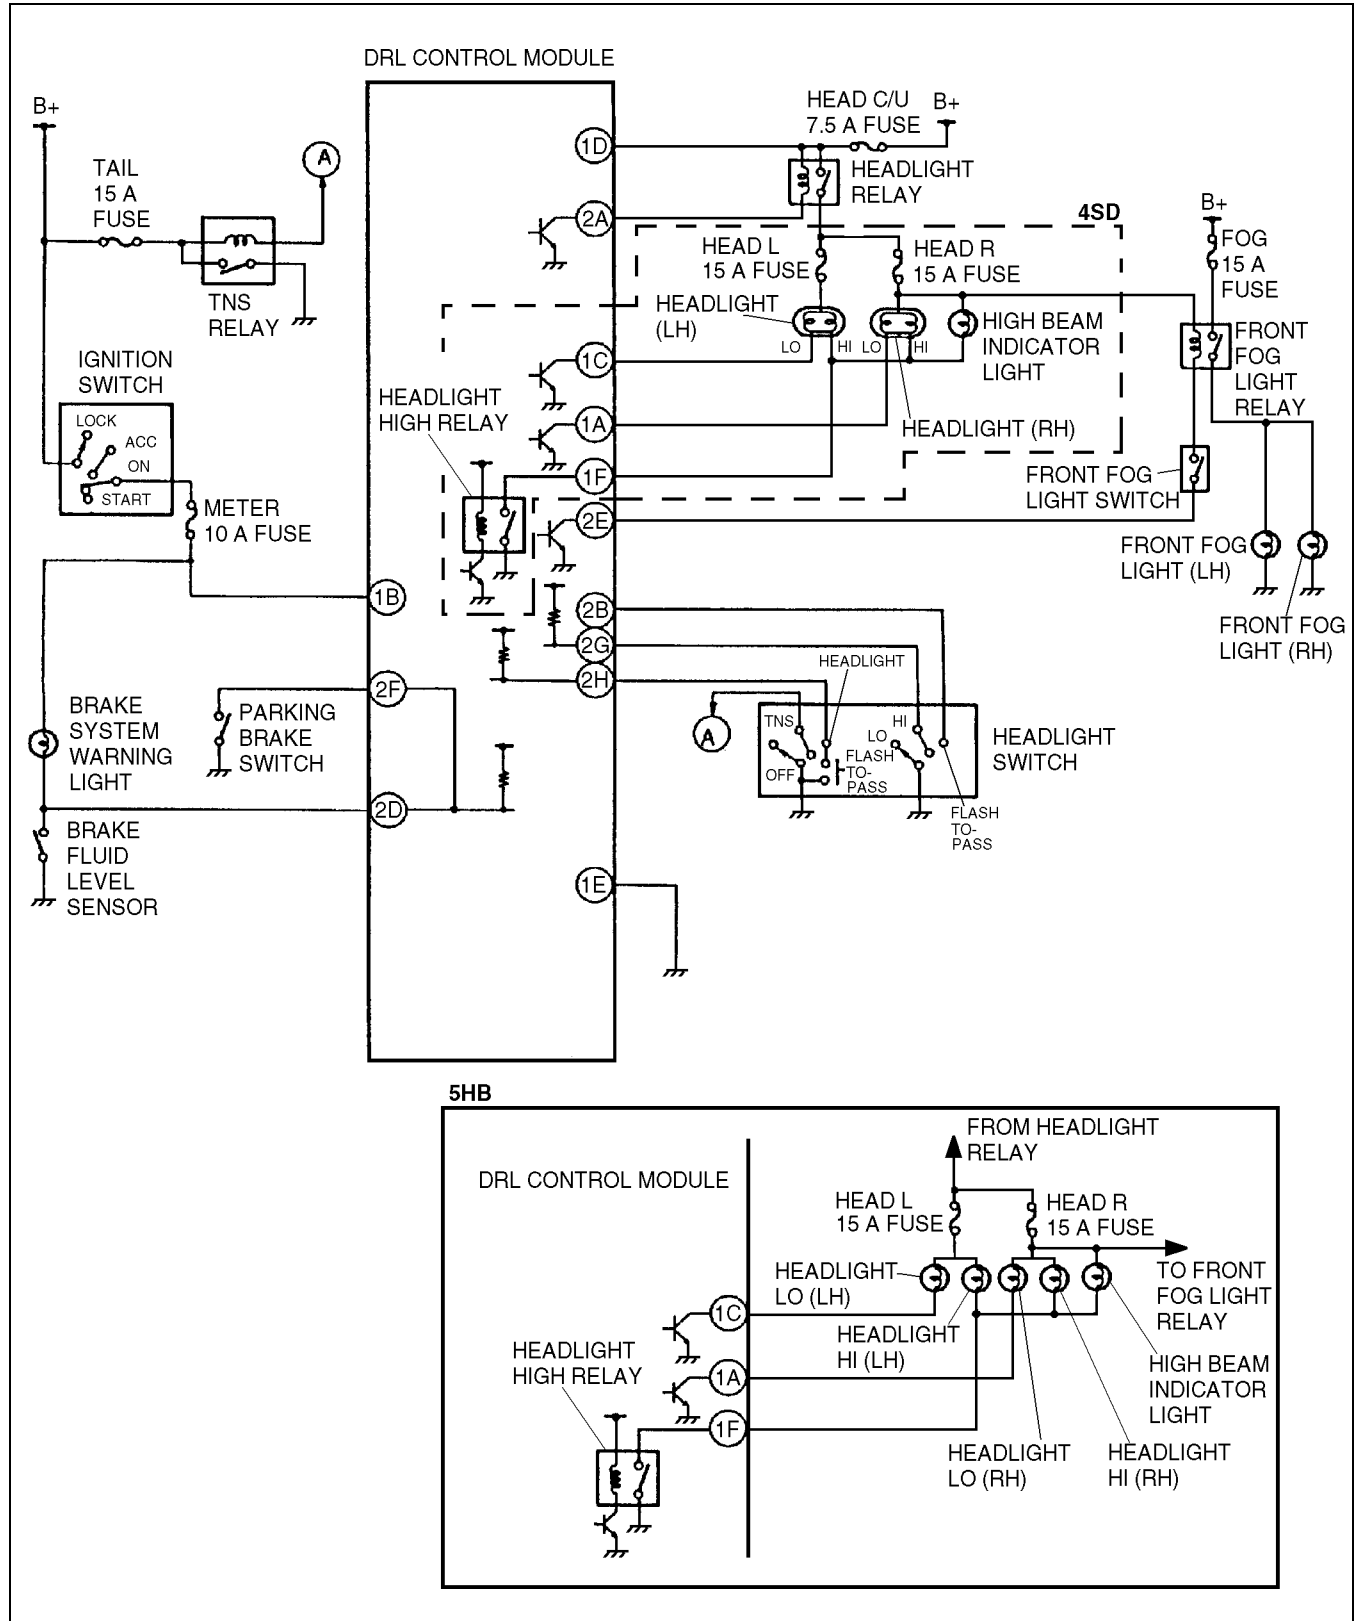 DRL CONTROL MODULE
B+
TAIL
15 A
FUSE
A
TNS
RELAY
IGNITION
SWITCH
LOCK
ACC
ON
START
METER
10 A FUSE
1B
2F
PARKING
BRAKE
SWITCH
BRAKE
SYSTEM
WARNING
LIGHT
2D
BRAKE
FLUID
LEVEL
SENSOR
HEADLIGHT
HIGH RELAY
1D
2A
1C
1A
1F
2E
2B
2G
2H
1E
HEAD C/U
7.5 A FUSE
B+
HEADLIGHT
RELAY
4SD
HEAD L
15 A FUSE
HEAD R
15 A FUSE
HEADLIGHT
(LH)
LO
HI
LO
HI
HIGH BEAM
INDICATOR
LIGHT
HEADLIGHT (RH)
B+
FOG
15 A
FUSE
FRONT
FOG
LIGHT
RELAY
FRONT FOG
LIGHT SWITCH
FRONT FOG
LIGHT (LH)
FRONT FOG
LIGHT (RH)
HEADLIGHT
A
TNS
OFF
FLASH
TO-
PASS
HI
LO
HEADLIGHT
SWITCH
FLASH
TO-
PASS
5HB
DRL CONTROL MODULE
FROM HEADLIGHT
RELAY
HEAD L
15 A FUSE
HEAD R
15 A FUSE
HEADLIGHT
LO (LH)
HEADLIGHT
HI (LH)
TO FRONT
FOG LIGHT
RELAY
1C
1A
1F
HEADLIGHT
HIGH RELAY
HIGH BEAM
INDICATOR
LIGHT
HEADLIGHT
LO (RH)
HEADLIGHT
HI (RH)